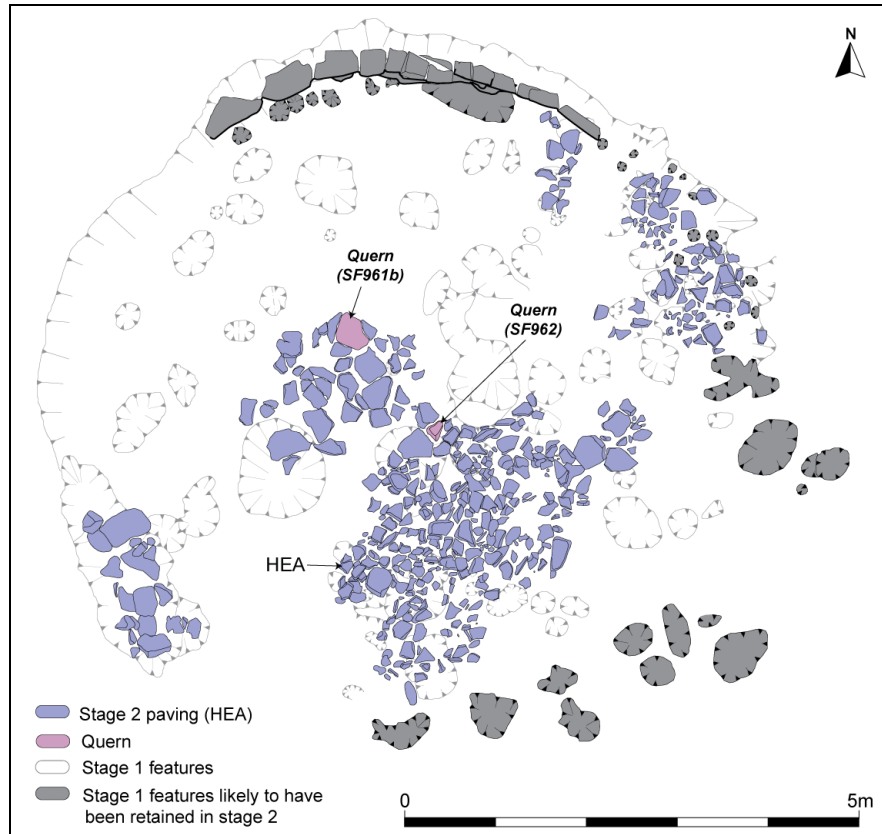 N
Quern
(SF961b)
Quern
(SF962)
HEA
Stage 2 paving (HEA)
Quern
Stage 1 features
Stage 1 features likely to have
been retained in stage 2
0
5m